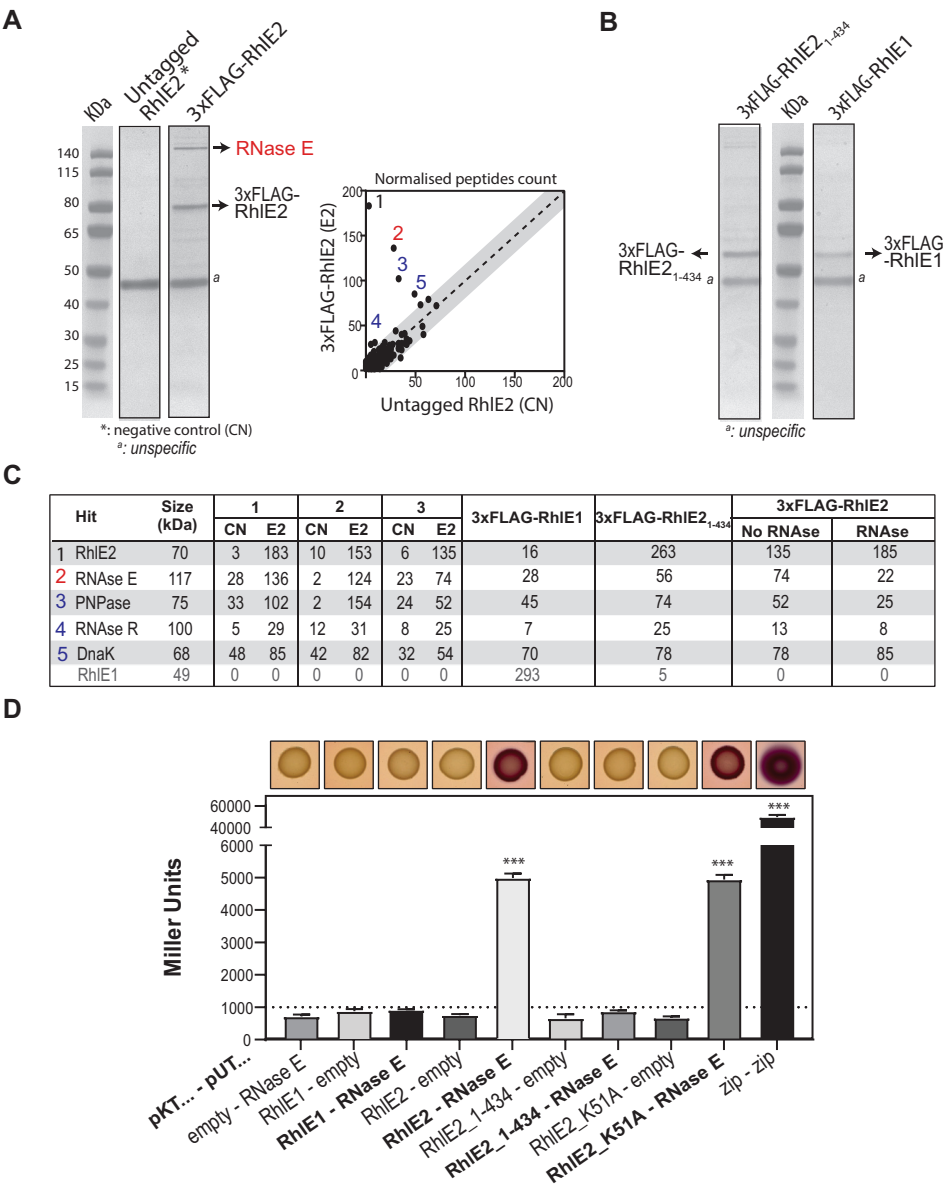 A
KDa
Untagged
RhlE2*
3xFLAG-RhlE2
140
115
80
65
50
40
30
25
15
RNase E
3xFLAG-
RhlE2
a
*: negative control (CN)
a: unspecific
Normalised peptides count
3xFLAG-RhlE2 (E2)
200
150
100
50
0
50
100
150
200
1
2
3
5
4
Untagged RhlE2 (CN)
B
3xFLAG-RhlE2 1-434
KDa
3xFLAG-RhlE1
3xFLAG-
RhlE2 1-434
a
3xFLAG
-RhlE1
a
a: unspecific
C
Hit Size (kDa) 1 2 3 3xFLAG-RhlE1 3xFLAG-RhlE2 1-434 3xFLAG-RhlE2
CN E2 CN E2 CN E2 No RNAse RNAse
1 RhlE2 70 3 183 10 153 6 135 16 263 135 185
2 RNAse E 117 28 136 2 124 23 74 28 56 74 22
3 PNPase 75 33 102 2 154 24 52 45 74 52 25
4 RNAse R 100 5 29 12 31 8 25 7 25 13 8
5 DnaK 68 48 85 42 82 32 54 70 78 78 85
RhlE1 49 0 0 0 0 0 0 293 5 0 0
D
Miller Units
60000
40000
6000
5000
4000
3000
2000
1000
0
***
***
***
pKT... - pUT...
empty - RNase E
RhlE1 - empty
RhlE1 - RNase E
RhlE2 - empty
RhlE2 - RNase E
RhlE2_1-434 - empty
RhlE2_1-434 - RNase E
RhlE2_K51A - empty
RhlE2_K51A - RNase E
zip - zip